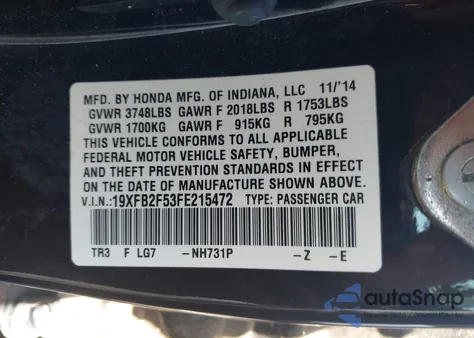 MFD. BY HONDA MFG. OF INDIANA, LLC 11/'14
GVWR 3748LBS GAWR F 2018LBS R 1753LBS
GVWR 1700KG GAWR F 915KG R 795KG
THIS VEHICLE CONFORMS TO ALL APPLICABLE
FEDERAL MOTOR VEHICLE SAFETY, BUMPER,
AND THEFT PREVENTION STANDARDS IN EFFECT
ON THE DATE OF MANUFACTURE SHOWN ABOVE.
V.I.N.:19XFB2F53FE215472 TYPE: PASSENGER CAR
TR3 F LG7 -NH731P -Z -E
autoSnap